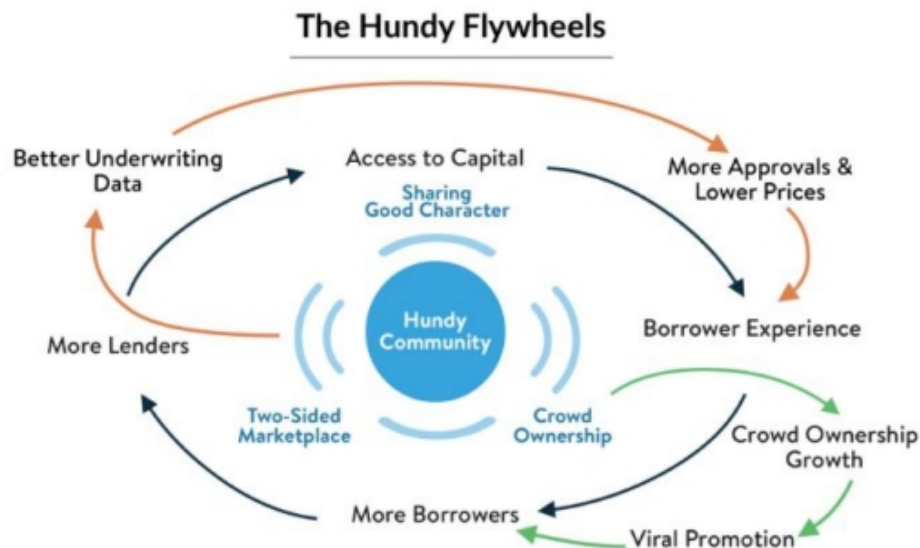 The Hundy Flywheels
Better Underwriting
Data
Access to Capital
More Approvals &
Lower Prices
Sharing
Good Character
Hundy
Community
More Lenders
Borrower Experience
Two-Sided
Marketplace
Crowd
Ownership
Crowd Ownership
Growth
More Borrowers
Viral Promotion